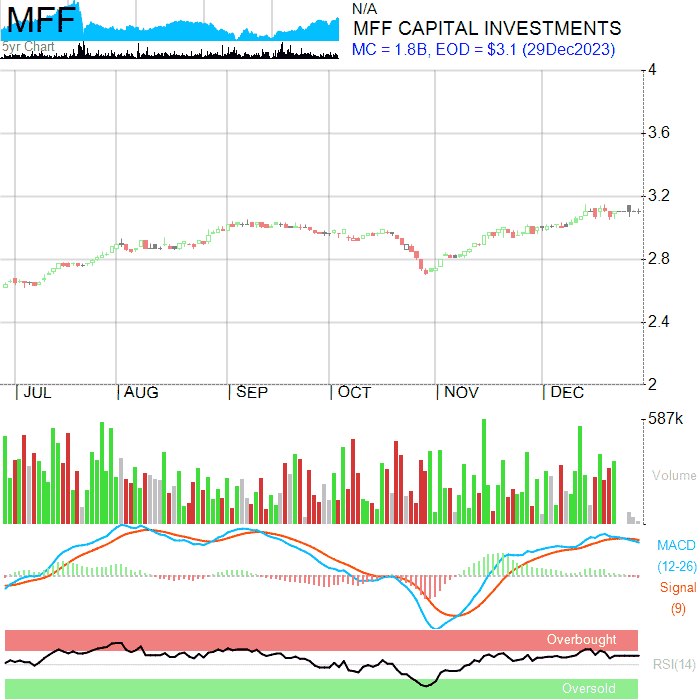 MFF
5yr Chart
N/A
MFF CAPITAL INVESTMENTS
MC = 1.8B, EOD = $3.1 (29Dec2023)
4
3.6
3.2
2.8
2.4
2
| JUL | AUG | SEP | OCT | NOV | DEC
587k
Volume
MACD
(12-26)
Signal
(9)
Overbought
RSI(14)
Oversold